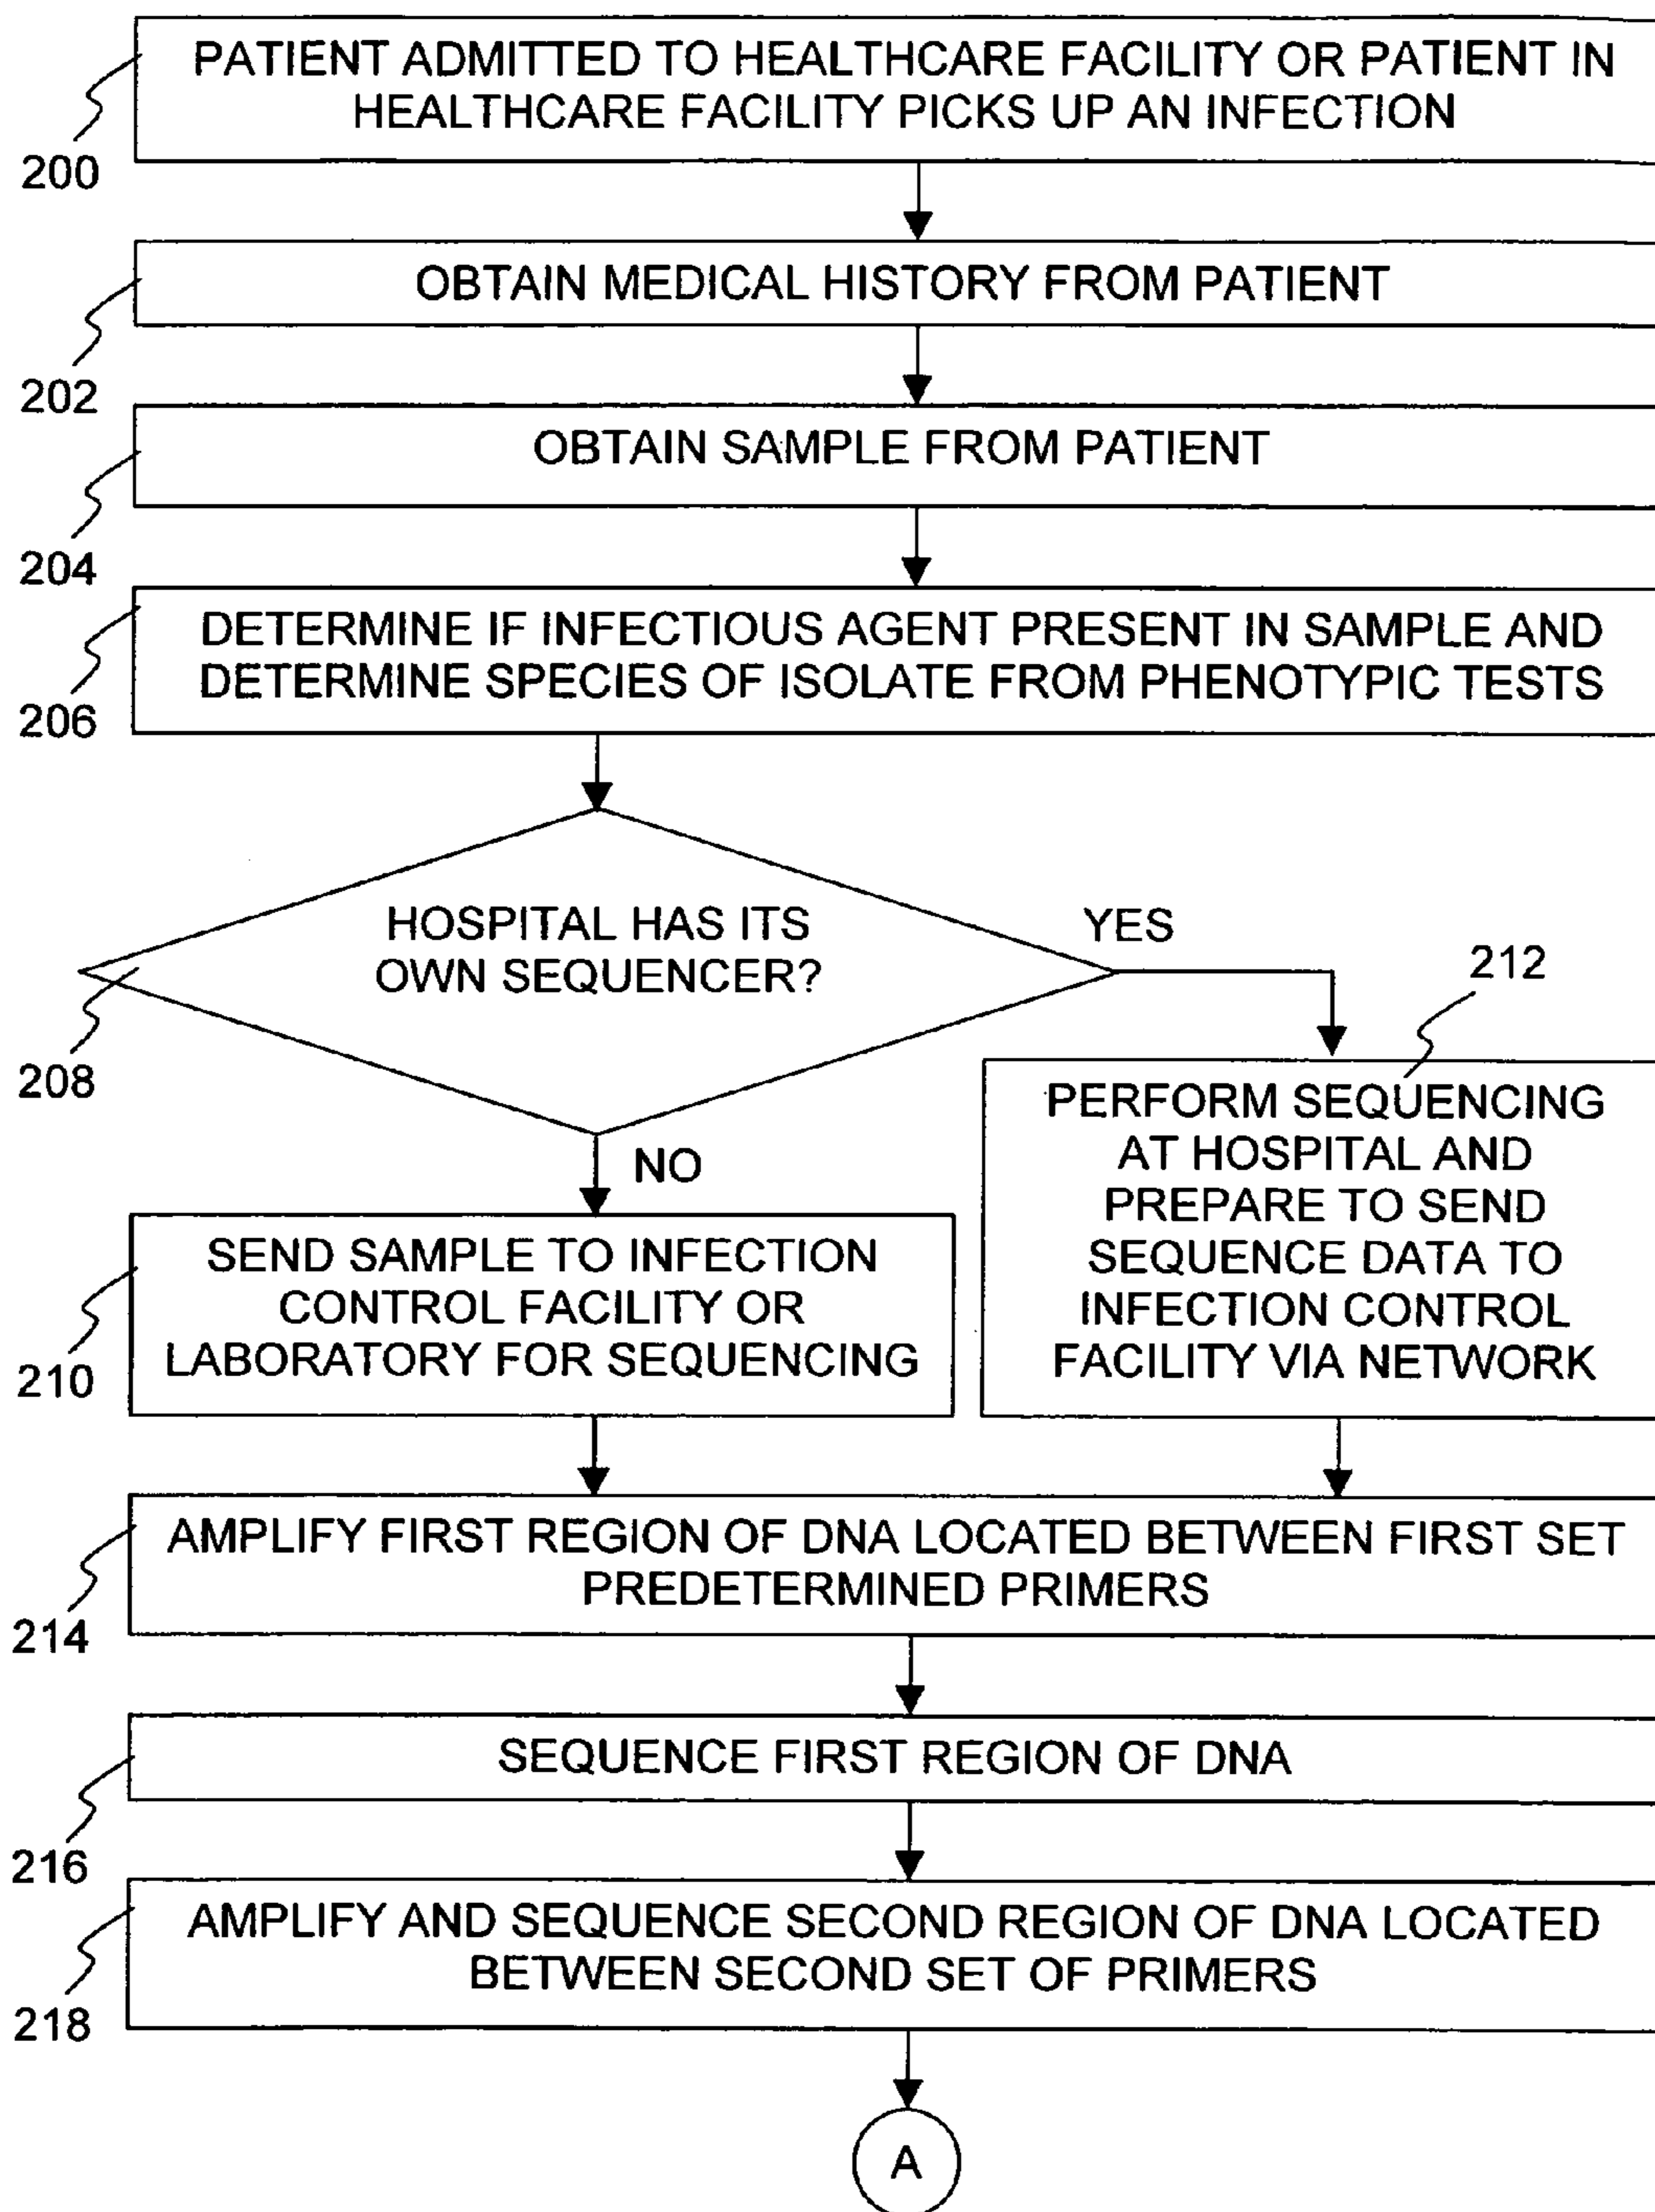 PATIENT ADMITTED TO HEALTHCARE FACILITY OR PATIENT IN
HEALTHCARE FACILITY PICKS UP AN INFECTION
200
OBTAIN MEDICAL HISTORY FROM PATIENT
202
OBTAIN SAMPLE FROM PATIENT
204
DETERMINE IF INFECTIOUS AGENT PRESENT IN SAMPLE AND
DETERMINE SPECIES OF ISOLATE FROM PHENOTYPIC TESTS
206
HOSPITAL HAS ITS
OWN SEQUENCER?
208
YES
212
PERFORM SEQUENCING
AT HOSPITAL AND
PREPARE TO SEND
SEQUENCE DATA TO
INFECTION CONTROL
FACILITY VIA NETWORK
NO
SEND SAMPLE TO INFECTION
CONTROL FACILITY OR
LABORATORY FOR SEQUENCING
210
AMPLIFY FIRST REGION OF DNA LOCATED BETWEEN FIRST SET
PREDETERMINED PRIMERS
214
SEQUENCE FIRST REGION OF DNA
216
AMPLIFY AND SEQUENCE SECOND REGION OF DNA LOCATED
BETWEEN SECOND SET OF PRIMERS
218
A